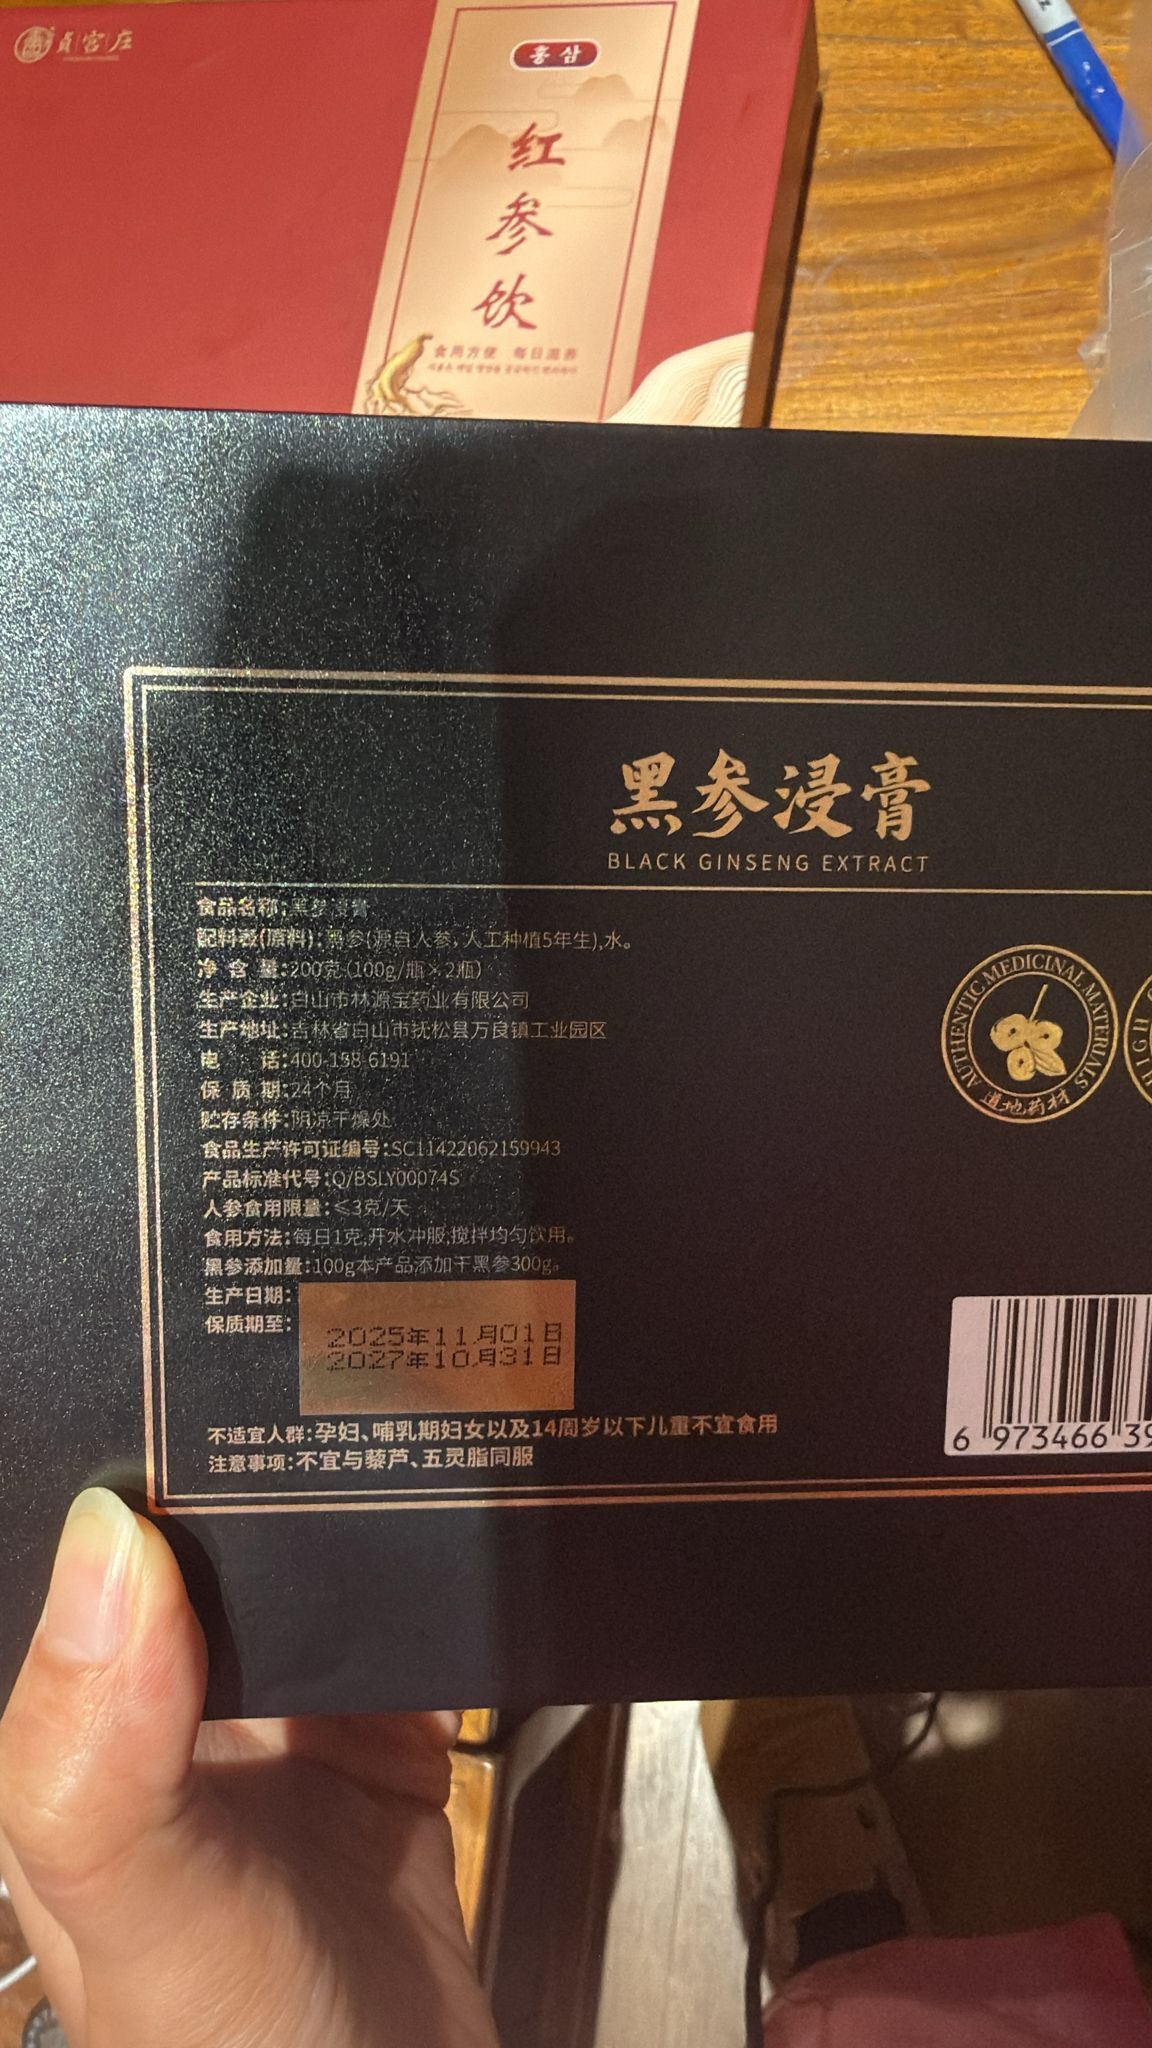 贞宫庄
홍삼
红参饮
食用方便 每日滋养
黑参浸膏
BLACK GINSENG EXTRACT
食品名称:黑参浸膏
配料表(原料):黑参(源自人参,人工种植5年生),水。
净含量:200克(100g/瓶×2瓶)
生产企业:白山市林源宝药业有限公司
生产地址:吉林省白山市抚松县万良镇工业园区
电 话:400-138-6191
保质期:24个月
贮存条件:阴凉干燥处
食品生产许可证编号:SC11422062159943
产品标准代号:Q/BSLY00074S
人参食用限量:≤3克/天
食用方法:每日1克,开水冲服,搅拌均匀饮用。
黑参添加量:100g本产品添加干黑参300g。
生产日期:
保质期至:
2025年11月01日
2027年10月31日
不适宜人群:孕妇、哺乳期妇女以及14周岁以下儿童不宜食用
注意事项:不宜与藜芦、五灵脂同服
AUTHENTIC MEDICINAL MATERIALS
道地药材
HIGH
6 973466 39